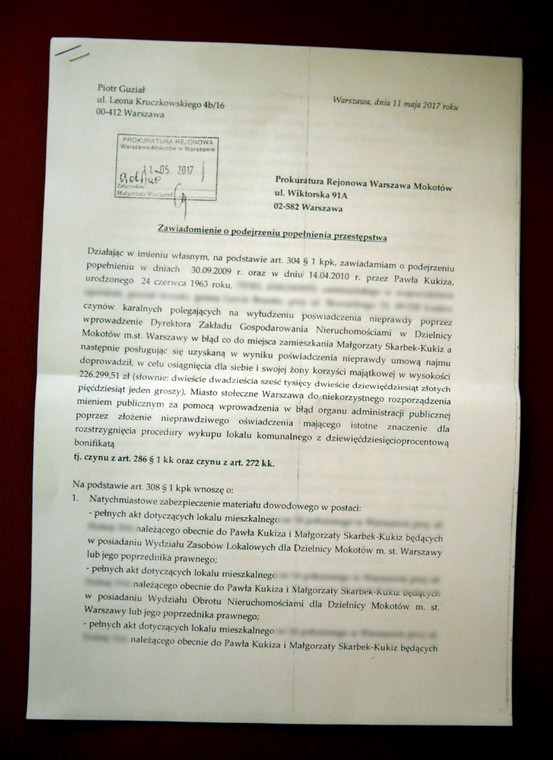 Piotr Guział
ul. Leona Kruczkowskiego 4b/16
00-412 Warszawa
Warszawa, dnia 11 maja 2017 roku
PROKURATURA REJONOWA
Warszawa-Mokotów w Warszawie
11-05. 2017
Załączników
Małgorzata
Prokuratura Rejonowa Warszawa Mokotów
ul. Wiktorska 91A
02-582 Warszawa
Zawiadomienie o podejrzeniu popełnienia przestępstwa
Działając w imieniu własnym, na podstawie art. 304 § 1 kpk, zawiadamiam o podejrzeniu
popełnieniu w dniach 30.09.2009 r. oraz w dniu 14.04.2010 r. przez Pawła Kukiza,
urodzonego 24 czerwca 1963 roku,
czynów karalnych polegających na wyłudzeniu poświadczenia nieprawdy poprzez
wprowadzenie Dyrektora Zakładu Gospodarowania Nieruchomościami w Dzielnicy
Mokotów m.st. Warszawy w błąd co do miejsca zamieszkania Małgorzaty Skarbek-Kukiz a
następnie posługując się uzyskaną w wyniku poświadczenia nieprawdy umową najmu
doprowadził, w celu osiągnięcia dla siebie i swojej żony korzyści majątkowej w wysokości
226.299,51 zł (słownie: dwieście dwadzieścia sześć tysięcy dwieście dziewięćdziesiąt złotych
pięćdziesiąt jeden groszy), Miasto stołeczne Warszawa do niekorzystnego rozporządzenia
mieniem publicznym za pomocą wprowadzenia w błąd organu administracji publicznej
poprzez złożenie nieprawdziwego oświadczenia mającego istotne znaczenie dla
rozstrzygnięcia procedury wykupu lokalu komunalnego z dziewięćdziesięcioprocentową
bonifikatą
tj. czynu z art. 286 § 1 kk oraz czynu z art. 272 kk.
Na podstawie art. 308 § 1 kpk wnoszę o:
1. Natychmiastowe zabezpieczenie materiału dowodowego w postaci:
- pełnych akt dotyczących lokalu mieszkalnego
należącego obecnie do Pawła Kukiza i Małgorzaty Skarbek-Kukiz będących
w posiadaniu Wydziału Zasobów Lokalowych dla Dzielnicy Mokotów m. st. Warszawy
lub jego poprzednika prawnego;
- pełnych akt dotyczących lokalu mieszkalnego
należącego obecnie do Pawła Kukiza i Małgorzaty Skarbek-Kukiz będących
w posiadaniu Wydziału Obrotu Nieruchomościami dla Dzielnicy Mokotów m. st.
Warszawy lub jego poprzednika prawnego;
- pełnych akt dotyczących lokalu mieszkalnego
należącego obecnie do Pawła Kukiza i Małgorzaty Skarbek-Kukiz będących